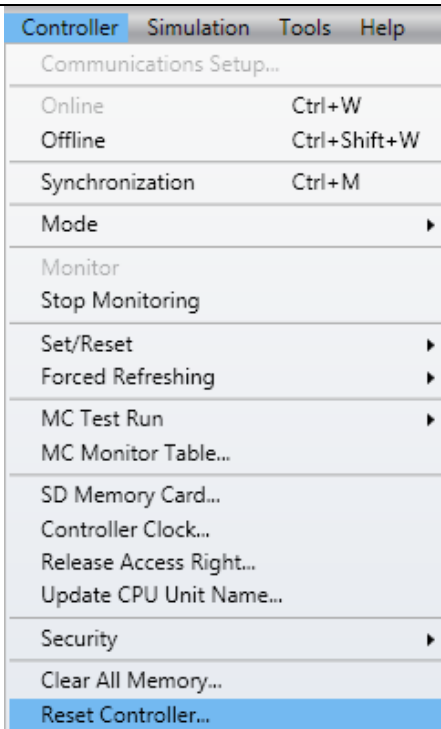 Controller Simulation Tools Help
Communications Setup...
Online Ctrl+W
Offline Ctrl+Shift+W
Synchronization Ctrl+M
Mode
Monitor
Stop Monitoring
Set/Reset
Forced Refreshing
MC Test Run
MC Monitor Table...
SD Memory Card...
Controller Clock...
Release Access Right...
Update CPU Unit Name...
Security
Clear All Memory...
Reset Controller...